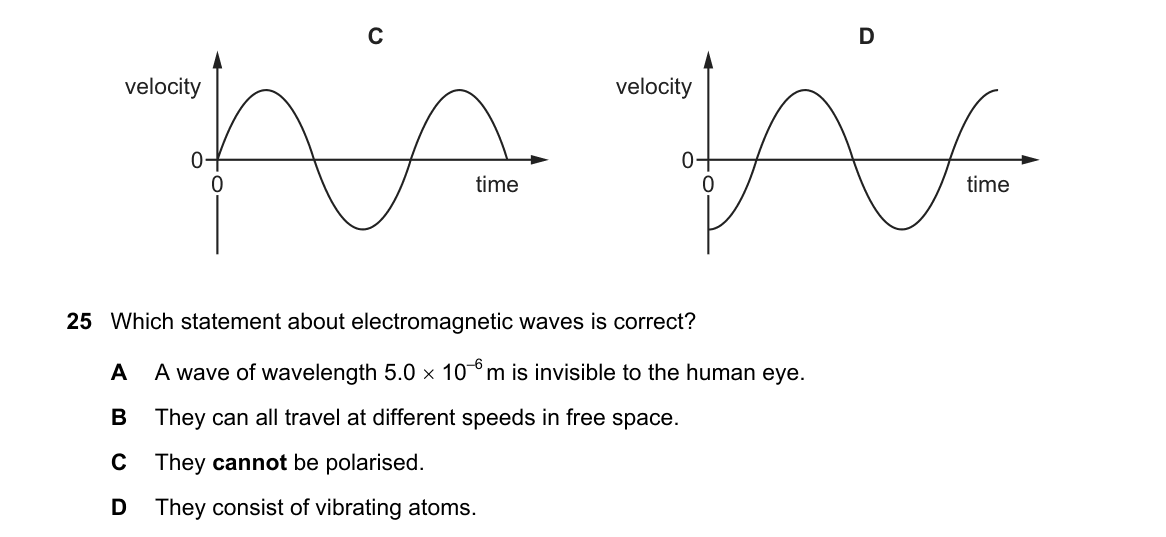 C D
velocity velocity
0 0
0 time 0 time
25 Which statement about electromagnetic waves is correct?
A A wave of wavelength 5.0 × 10⁻⁶ m is invisible to the human eye.
B They can all travel at different speeds in free space.
C They cannot be polarised.
D They consist of vibrating atoms.